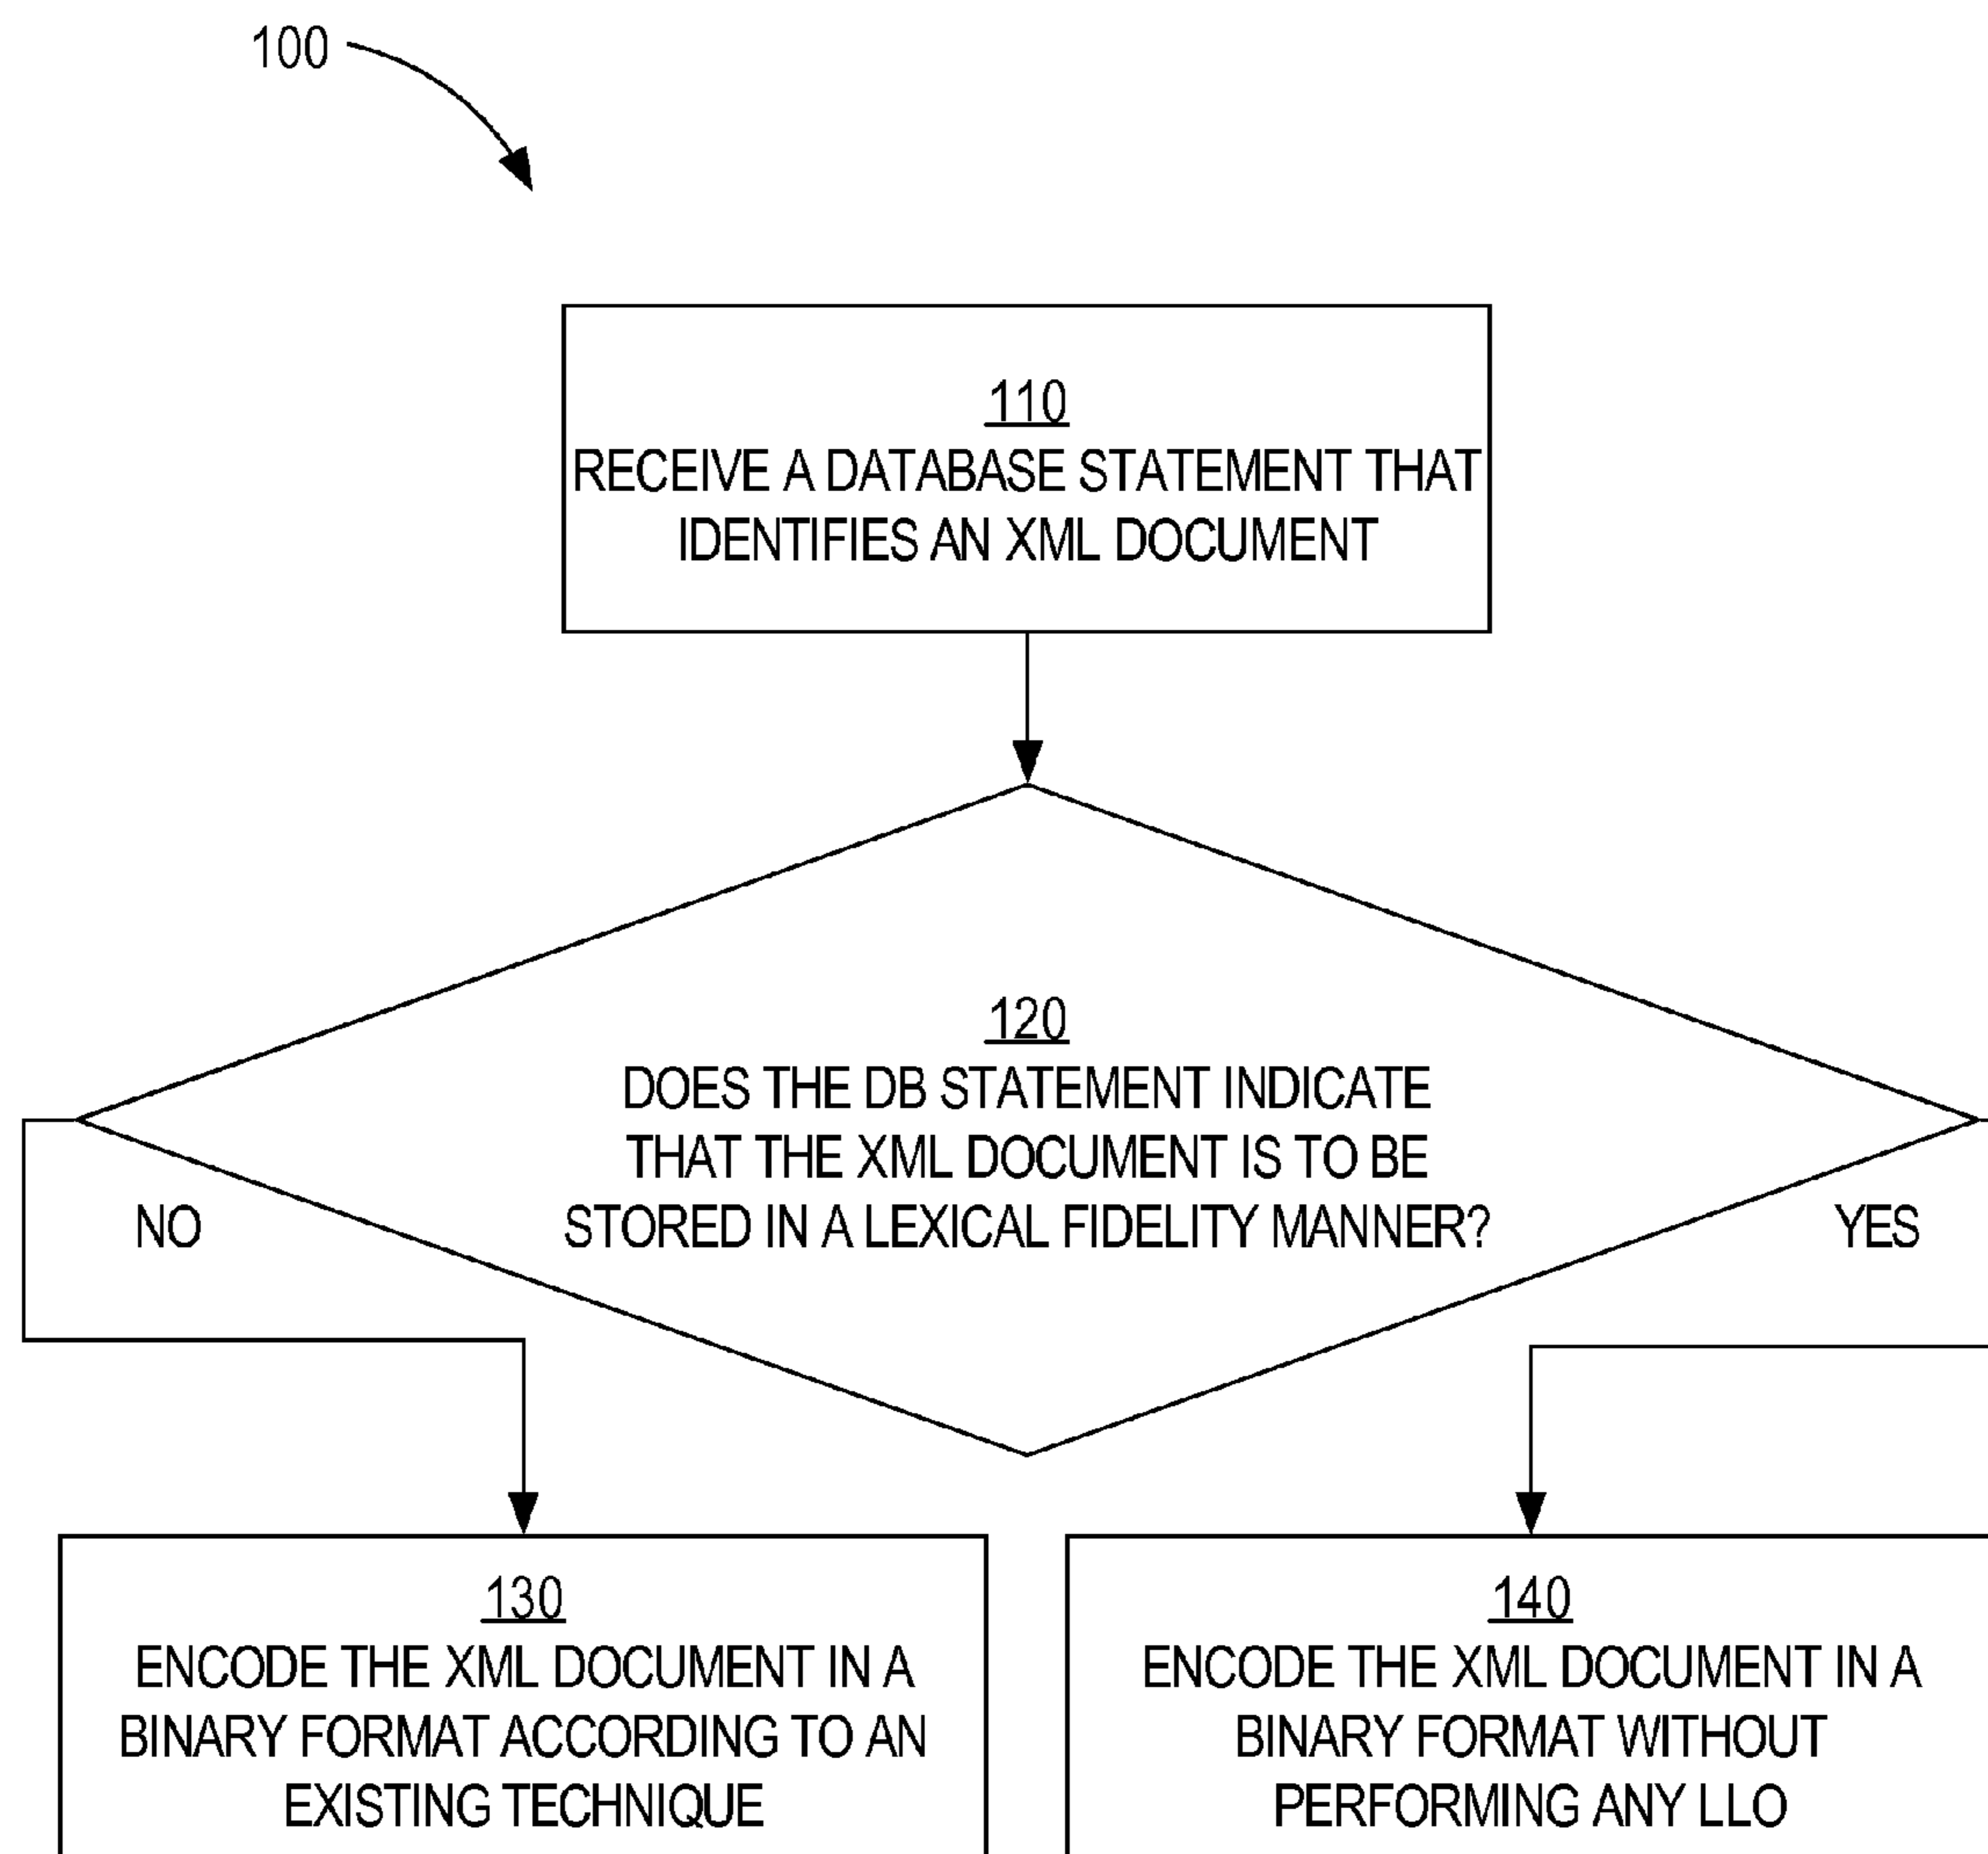 100
110
RECEIVE A DATABASE STATEMENT THAT
IDENTIFIES AN XML DOCUMENT
120
DOES THE DB STATEMENT INDICATE
THAT THE XML DOCUMENT IS TO BE
STORED IN A LEXICAL FIDELITY MANNER?
NO
YES
130
ENCODE THE XML DOCUMENT IN A
BINARY FORMAT ACCORDING TO AN
EXISTING TECHNIQUE
140
ENCODE THE XML DOCUMENT IN A
BINARY FORMAT WITHOUT
PERFORMING ANY LLO